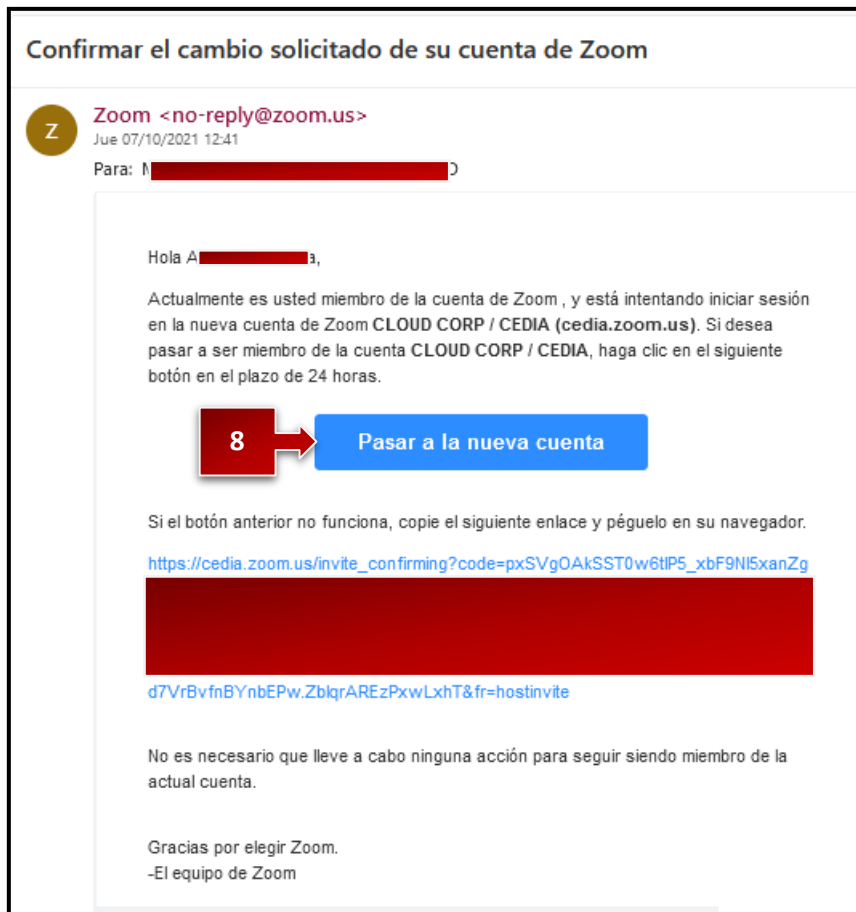 Confirmar el cambio solicitado de su cuenta de Zoom
Z
Zoom <no-reply@zoom.us>
Jue 07/10/2021 12:41
Para:
Hola A a,
Actualmente es usted miembro de la cuenta de Zoom , y está intentando iniciar sesión
en la nueva cuenta de Zoom CLOUD CORP / CEDIA (cedia.zoom.us). Si desea
pasar a ser miembro de la cuenta CLOUD CORP / CEDIA, haga clic en el siguiente
botón en el plazo de 24 horas.
8
Pasar a la nueva cuenta
Si el botón anterior no funciona, copie el siguiente enlace y péguelo en su navegador.
https://cedia.zoom.us/invite_confirming?code=pxSVgOAkSST0w6tlP5_xbF9Nl5xanZg
d7VrBvfnBYnbEPw.ZblqrAREzPxwLxhT&fr=hostinvite
No es necesario que lleve a cabo ninguna acción para seguir siendo miembro de la
actual cuenta.
Gracias por elegir Zoom.
-El equipo de Zoom